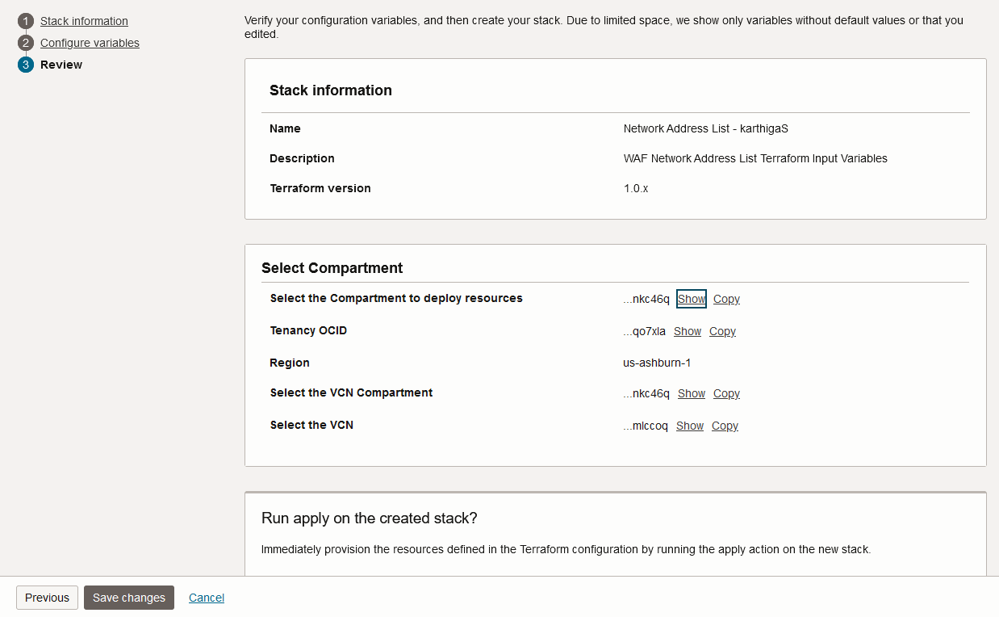 1 Stack information
2 Configure variables
3 Review
Verify your configuration variables, and then create your stack. Due to limited space, we show only variables without default values or that you
edited.
Stack information
Name Network Address List - karthigaS
Description WAF Network Address List Terraform Input Variables
Terraform version 1.0.x
Select Compartment
Select the Compartment to deploy resources ...nkc46q Show Copy
Tenancy OCID ...qo7xla Show Copy
Region us-ashburn-1
Select the VCN Compartment ...nkc46q Show Copy
Select the VCN ...mlccoq Show Copy
Run apply on the created stack?
Immediately provision the resources defined in the Terraform configuration by running the apply action on the new stack.
Previous Save changes Cancel